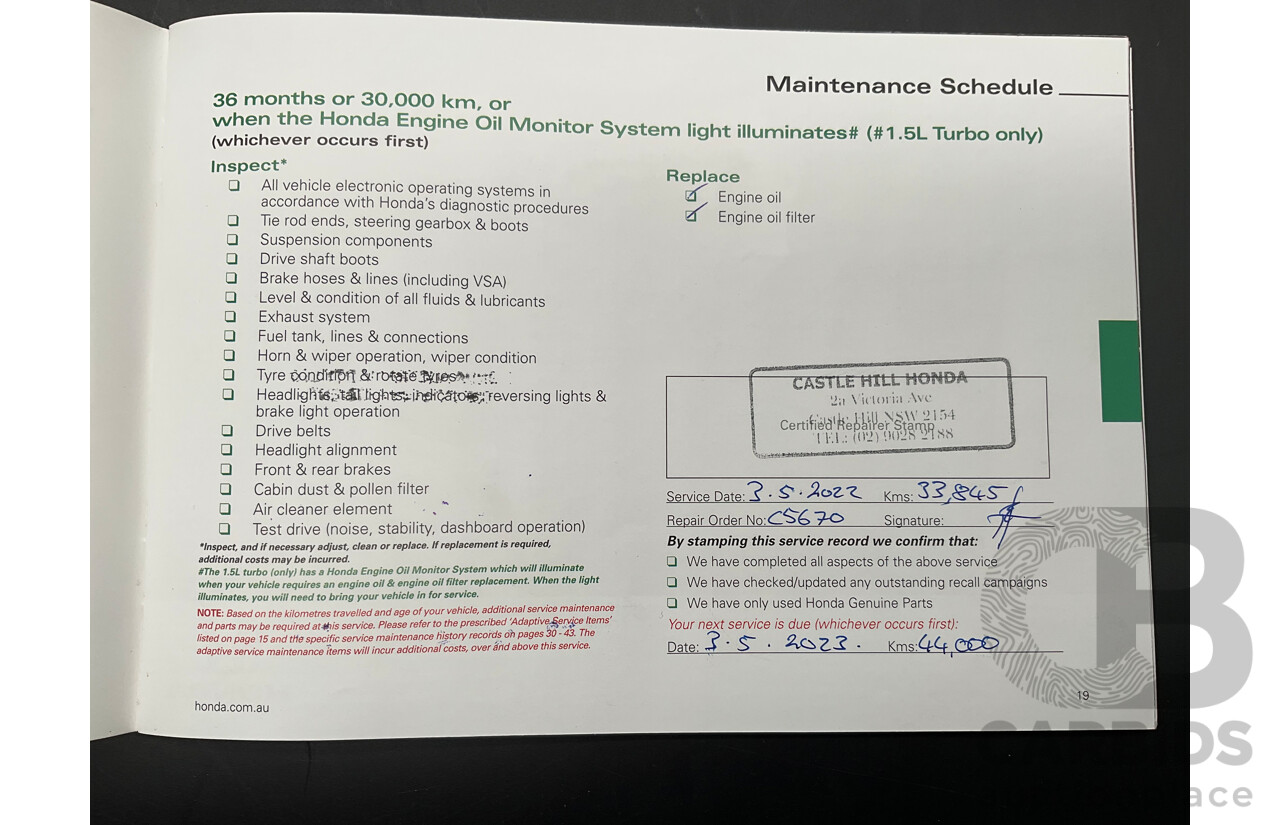 Maintenance Schedule
36 months or 30,000 km, or
when the Honda Engine Oil Monitor System light illuminates# (#1.5L Turbo only)
(whichever occurs first)
Inspect*
All vehicle electronic operating systems in
accordance with Honda's diagnostic procedures
Tie rod ends, steering gearbox & boots
Suspension components
Drive shaft boots
Brake hoses & lines (including VSA)
Level & condition of all fluids & lubricants
Exhaust system
Fuel tank, lines & connections
Horn & wiper operation, wiper condition
Tyre condition & rotate tyres
Headlights, tail lights, indicators, reversing lights &
brake light operation
Drive belts
Headlight alignment
Front & rear brakes
Cabin dust & pollen filter
Air cleaner element
Test drive (noise, stability, dashboard operation)
*Inspect, and if necessary adjust, clean or replace. If replacement is required,
additional costs may be incurred.
#The 1.5L turbo (only) has a Honda Engine Oil Monitor System which will illuminate
when your vehicle requires an engine oil & engine oil filter replacement. When the light
illuminates, you will need to bring your vehicle in for service.
NOTE: Based on the kilometres travelled and age of your vehicle, additional service maintenance
and parts may be required at this service. Please refer to the prescribed 'Adaptive Service Items'
listed on page 15 and the specific service maintenance history records on pages 30 - 43. The
adaptive service maintenance items will incur additional costs, over and above this service.
honda.com.au
Replace
Engine oil
Engine oil filter
CASTLE HILL HONDA
2a Victoria Ave
Castle Hill NSW 2154
Certified Repairer Stamp
TEL: (02) 9028 2188
Service Date: 3.5.2022 Kms: 33,845
Repair Order No: C5670 Signature:
By stamping this service record we confirm that:
We have completed all aspects of the above service
We have checked/updated any outstanding recall campaigns
We have only used Honda Genuine Parts
Your next service is due (whichever occurs first):
Date: 3.5.2023. Kms: 44,000
19
CB